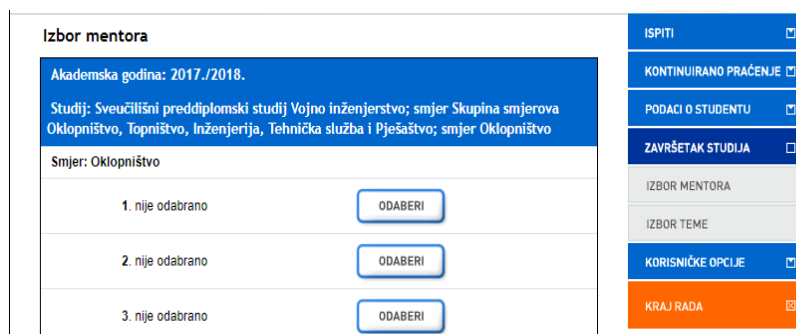 Izbor mentora
Akademska godina: 2017./2018.
Studij: Sveučilišni preddiplomski studij Vojno inženjerstvo; smjer Skupina smjerova
Oklopništvo, Topništvo, Inženjerija, Tehnička služba i Pješaštvo; smjer Oklopništvo
Smjer: Oklopništvo
1. nije odabrano ODABERI
2. nije odabrano ODABERI
3. nije odabrano ODABERI
ISPITI
KONTINUIRANO PRAĆENJE
PODACI O STUDENTU
ZAVRŠETAK STUDIJA
IZBOR MENTORA
IZBOR TEME
KORISNIČKE OPCIJE
KRAJ RADA